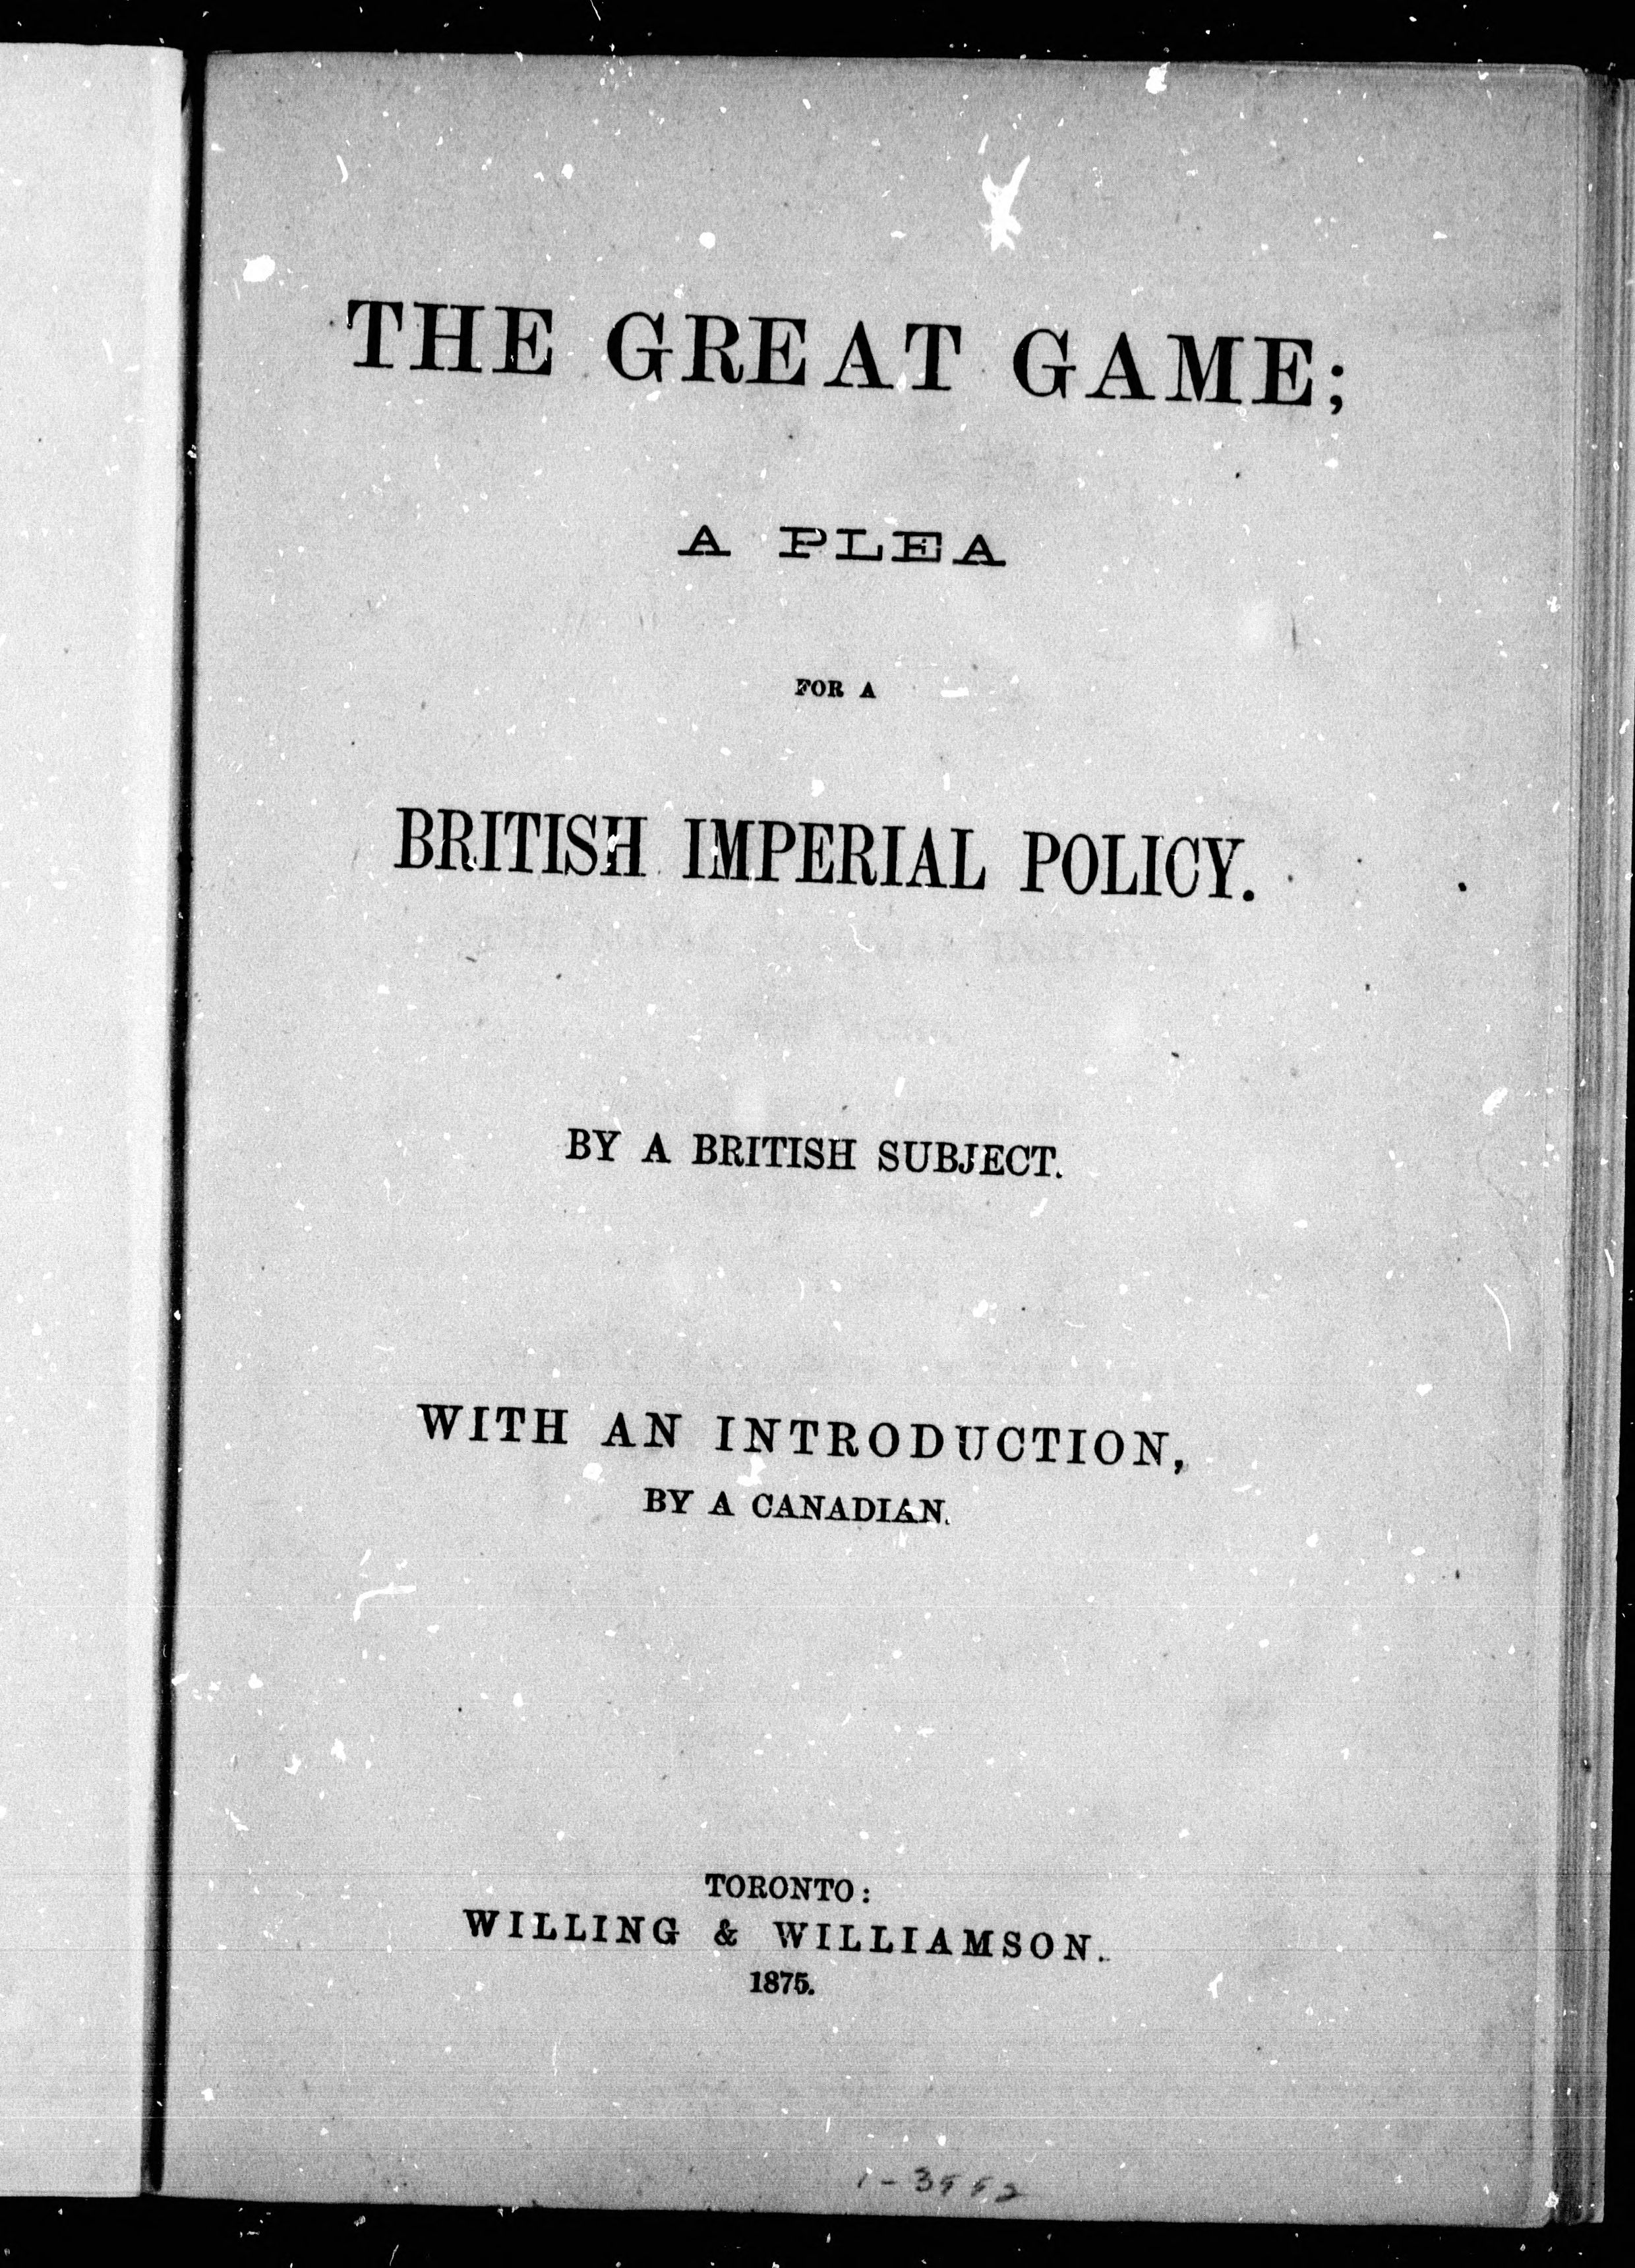 THE GREAT GAME;
A PLEA
FOR A
BRITISH IMPERIAL POLICY.
BY A BRITISH SUBJECT.
WITH AN INTRODUCTION,
BY A CANADIAN.
TORONTO:
WILLING & WILLIAMSON.
1875.